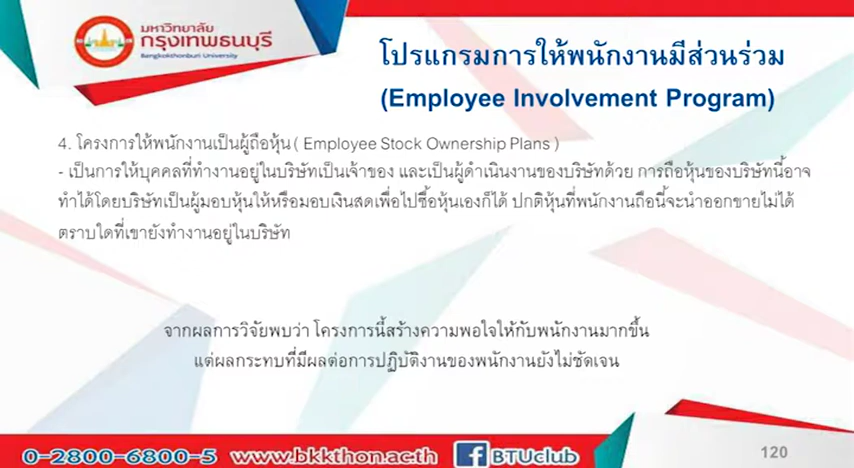 มหาวิทยาลัย
กรุงเทพธนบุรี
Bangkokthonburi University
โปรแกรมการให้พนักงานมีส่วนร่วม
(Employee Involvement Program)
4. โครงการให้พนักงานเป็นผู้ถือหุ้น ( Employee Stock Ownership Plans )
- เป็นการให้บุคคลที่ทำงานอยู่ในบริษัทเป็นเจ้าของ และเป็นผู้ดำเนินงานของบริษัทด้วย การถือหุ้นของบริษัทนี้อาจ
ทำได้โดยบริษัทเป็นผู้มอบหุ้นให้หรือมอบเงินสดเพื่อไปซื้อหุ้นเองก็ได้ ปกติหุ้นที่พนักงานถือนี้จะนำออกขายไม่ได้
ตราบใดที่เขายังทำงานอยู่ในบริษัท
จากผลการวิจัยพบว่า โครงการนี้สร้างความพอใจให้กับพนักงานมากขึ้น
แต่ผลกระทบที่มีผลต่อการปฏิบัติงานของพนักงานยังไม่ชัดเจน
0-2800-6800-5 www.bkkthon.ac.th f BTUclub
120